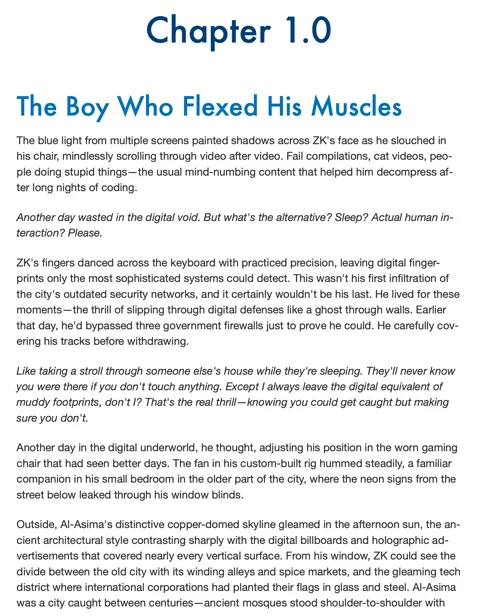 Chapter 1.0
The Boy Who Flexed His Muscles
The blue light from multiple screens painted shadows across ZK's face as he slouched in
his chair, mindlessly scrolling through video after video. Fail compilations, cat videos, peo-
ple doing stupid things—the usual mind-numbing content that helped him decompress af-
ter long nights of coding.
Another day wasted in the digital void. But what's the alternative? Sleep? Actual human in-
teraction? Please.
ZK's fingers danced across the keyboard with practiced precision, leaving digital finger-
prints only the most sophisticated systems could detect. This wasn't his first infiltration of
the city's outdated security networks, and it certainly wouldn't be his last. He lived for these
moments—the thrill of slipping through digital defenses like a ghost through walls. Earlier
that day, he'd bypassed three government firewalls just to prove he could. He carefully cov-
ering his tracks before withdrawing.
Like taking a stroll through someone else's house while they're sleeping. They'll never know
you were there if you don't touch anything. Except I always leave the digital equivalent of
muddy footprints, don't I? That's the real thrill—knowing you could get caught but making
sure you don't.
Another day in the digital underworld, he thought, adjusting his position in the worn gaming
chair that had seen better days. The fan in his custom-built rig hummed steadily, a familiar
companion in his small bedroom in the older part of the city, where the neon signs from the
street below leaked through his window blinds.
Outside, Al-Asima's distinctive copper-domed skyline gleamed in the afternoon sun, the an-
cient architectural style contrasting sharply with the digital billboards and holographic ad-
vertisements that covered nearly every vertical surface. From his window, ZK could see the
divide between the old city with its winding alleys and spice markets, and the gleaming tech
district where international corporations had planted their flags in glass and steel. Al-Asima
was a city caught between centuries—ancient mosques stood shoulder-to-shoulder with